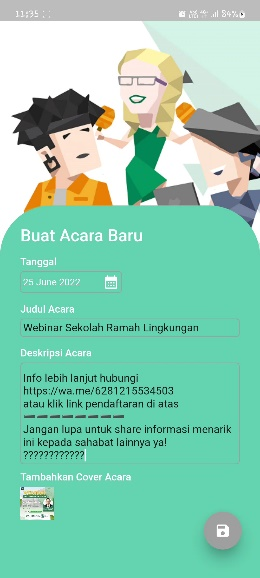 11:35
84%
Buat Acara Baru
Tanggal
25 June 2022
Judul Acara
Webinar Sekolah Ramah Lingkungan
Deskripsi Acara
Info lebih lanjut hubungi
https://wa.me/6281215534503
atau klik link pendaftaran di atas
Jangan lupa untuk share informasi menarik
ini kepada sahabat lainnya ya!
????????????
Tambahkan Cover Acara